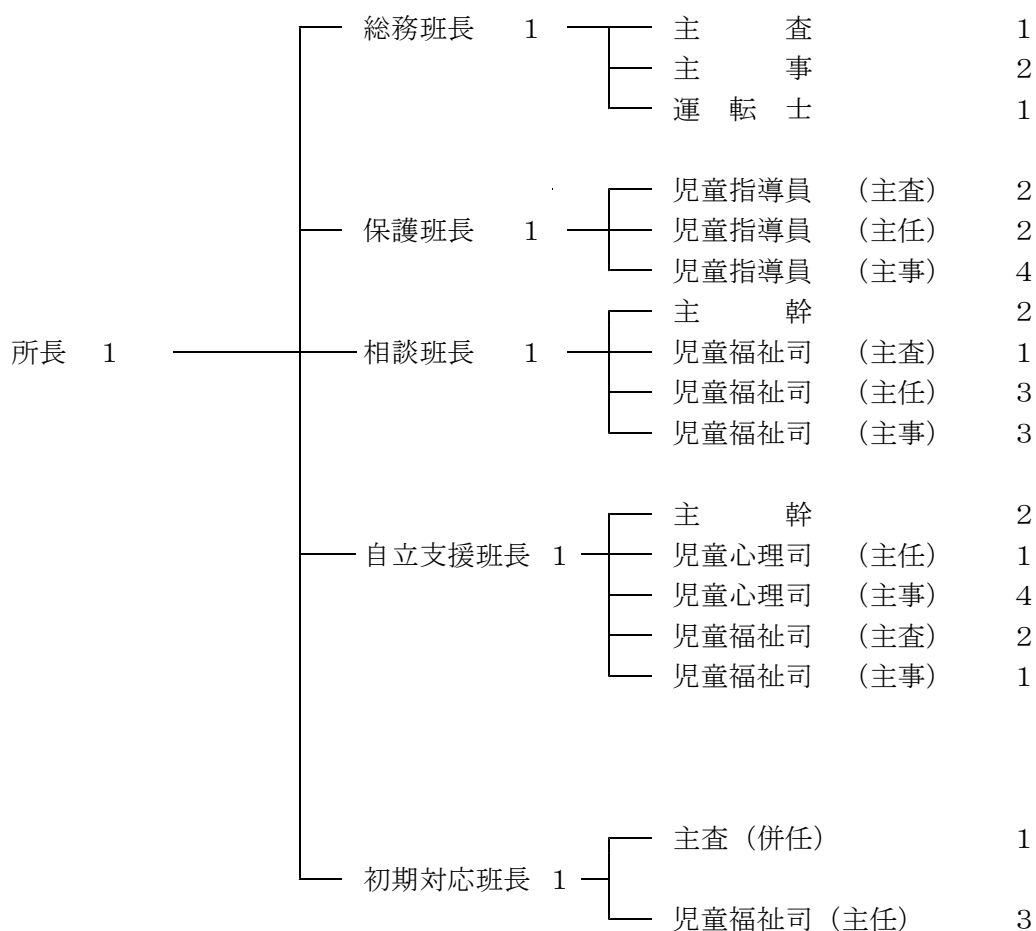 総務班長 1 主 査 1
主 事 2
運 転 士 1
児童指導員 （主査） 2
保護班長 1 児童指導員 （主任） 2
児童指導員 （主事） 4
主 幹 2
所長 1 相談班長 1 児童福祉司 （主査） 1
児童福祉司 （主任） 3
児童福祉司 （主事） 3
主 幹 2
自立支援班長 1 児童心理司 （主任） 1
児童心理司 （主事） 4
児童福祉司 （主査） 2
児童福祉司 （主事） 1
主査（併任） 1
初期対応班長 1
児童福祉司（主任） 3